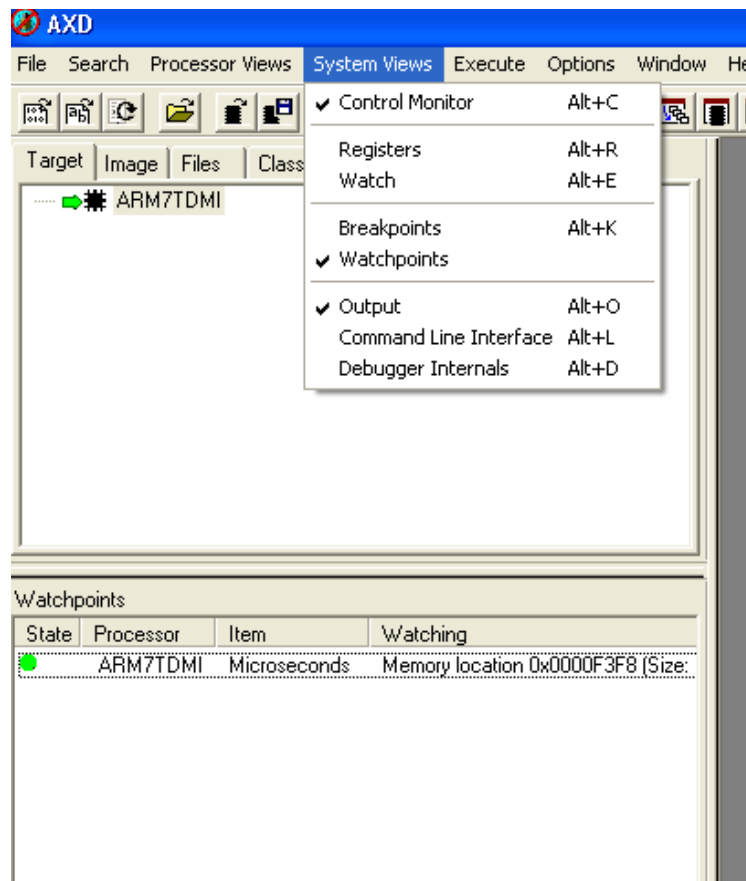 AXD
File Search Processor Views System Views Execute Options Window He
Control Monitor Alt+C
Registers Alt+R
Watch Alt+E
Breakpoints Alt+K
Watchpoints
Output Alt+O
Command Line Interface Alt+L
Debugger Internals Alt+D
Target Image Files Class
ARM7TDMI
Watchpoints
State Processor Item Watching
ARM7TDMI Microseconds Memory location 0x0000F3F8 (Size: